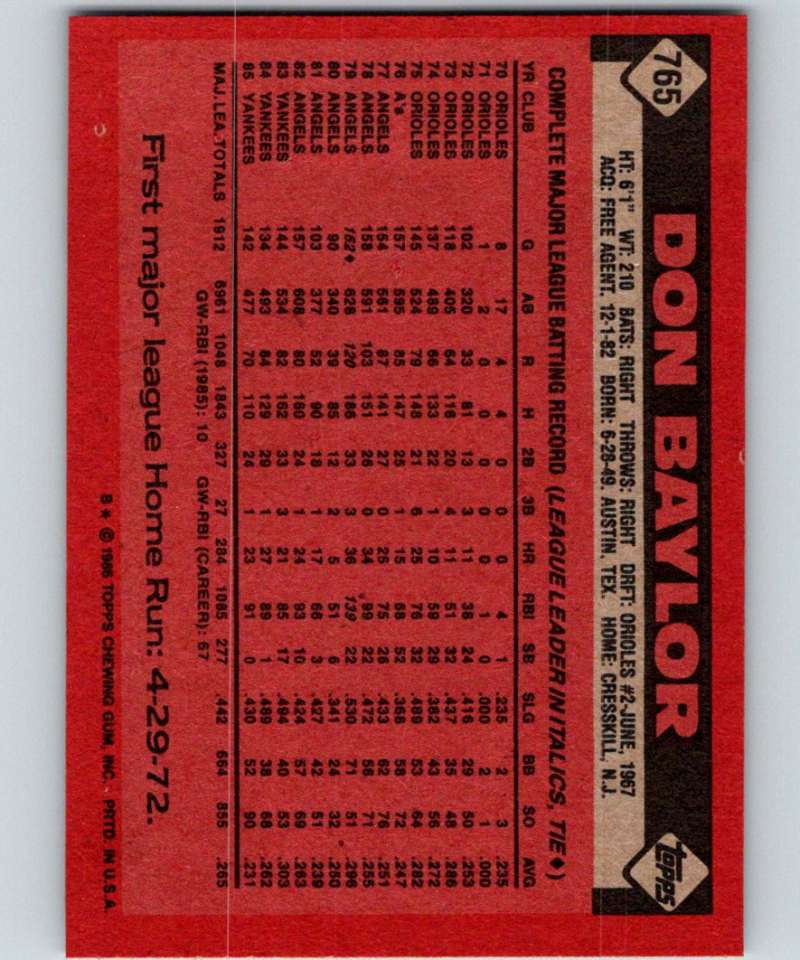 765
DON BAYLOR
topps
HT: 6'1" WT: 210 BATS: RIGHT THROWS: RIGHT DRFT: ORIOLES #2-JUNE, 1967
ACQ: FREE AGENT, 12-1-82 BORN: 6-28-49, AUSTIN, TEX. HOME: CRESSKILL, N.J.
COMPLETE MAJOR LEAGUE BATTING RECORD (LEAGUE LEADER IN ITALICS, TIE♦)
YR CLUB G AB R H 2B 3B HR RBI SB SLG BB SO AVG
70 ORIOLES 8 17 4 4 0 0 0 4 1 .235 2 3 .235
71 ORIOLES 1 2 0 0 0 0 0 1 0 .000 2 1 .000
72 ORIOLES 102 320 33 81 13 3 11 38 24 .416 29 50 .253
73 ORIOLES 118 405 64 116 20 4 11 51 32 .437 35 48 .286
74 ORIOLES 137 489 66 133 22 1 10 59 29 .382 43 56 .272
75 ORIOLES 145 524 79 148 21 6 25 76 32 .489 53 64 .282
76 A's 157 595 85 147 25 1 15 68 52 .368 58 72 .247
77 ANGELS 154 561 87 141 27 0 25 75 26 .433 62 76 .251
78 ANGELS 158 591 103 151 26 0 34 99 22 .472 56 71 .255
79 ANGELS 162♦ 628 120 186 33 3 36 139 22 .530 71 51 .296
80 ANGELS 90 340 39 85 12 2 5 51 6 .341 24 32 .250
81 ANGELS 103 377 52 90 18 1 17 66 3 .427 42 51 .239
82 ANGELS 157 608 80 160 24 1 24 93 10 .424 57 69 .263
83 YANKEES 144 534 82 162 33 3 21 85 17 .494 40 53 .303
84 YANKEES 134 493 84 129 29 1 27 89 1 .489 38 68 .262
85 YANKEES 142 477 70 110 24 1 23 91 0 .430 52 90 .231
MAJ. LEA. TOTALS 1912 6961 1048 1843 327 27 284 1085 277 .442 664 855 .265
GW-RBI (1985): 10 GW-RBI (CAREER): 67
First major league Home Run: 4-29-72.
B* © 1986 TOPPS CHEWING GUM, INC. PRTD. IN U.S.A.